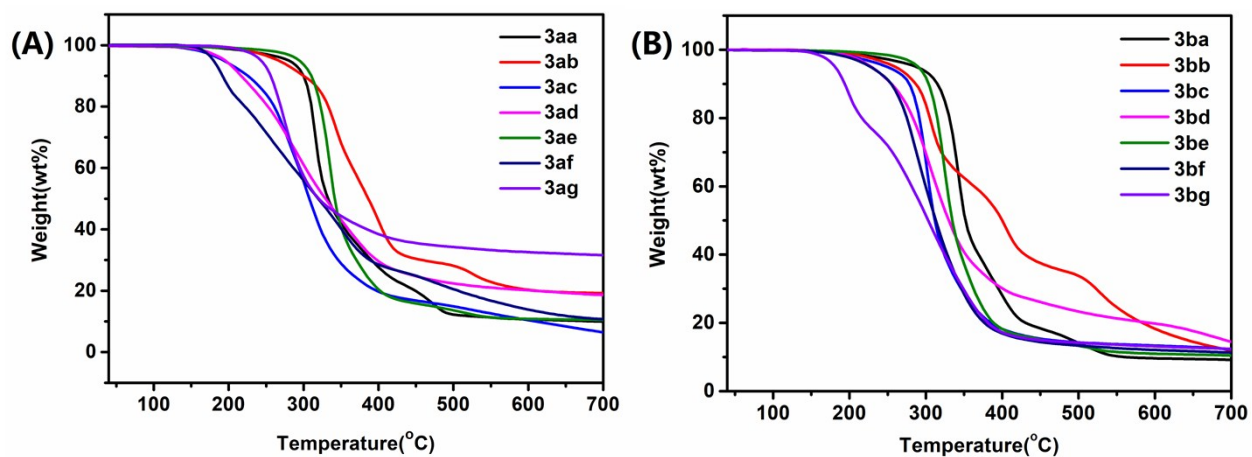 (A)
100
80
60
40
20
0
Weight(wt%)
100 200 300 400 500 600 700
Temperature(°C)
3aa
3ab
3ac
3ad
3ae
3af
3ag
(B)
100
80
60
40
20
0
Weight(wt%)
100 200 300 400 500 600 700
Temperature(°C)
3ba
3bb
3bc
3bd
3be
3bf
3bg